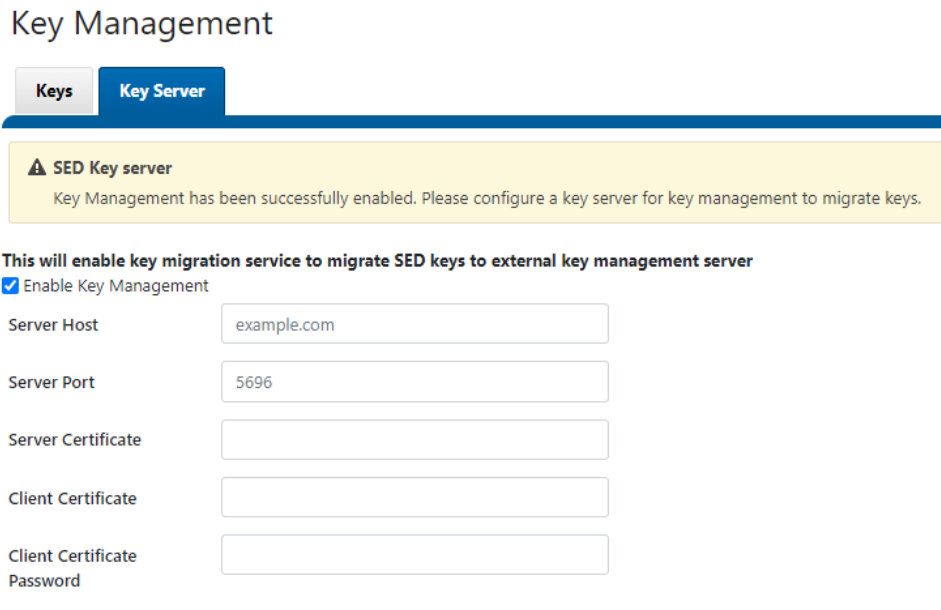 Key Management
Keys
Key Server
SED Key server
Key Management has been successfully enabled. Please configure a key server for key management to migrate keys.
This will enable key migration service to migrate SED keys to external key management server
Enable Key Management
Server Host
example.com
Server Port
5696
Server Certificate
Client Certificate
Client Certificate
Password